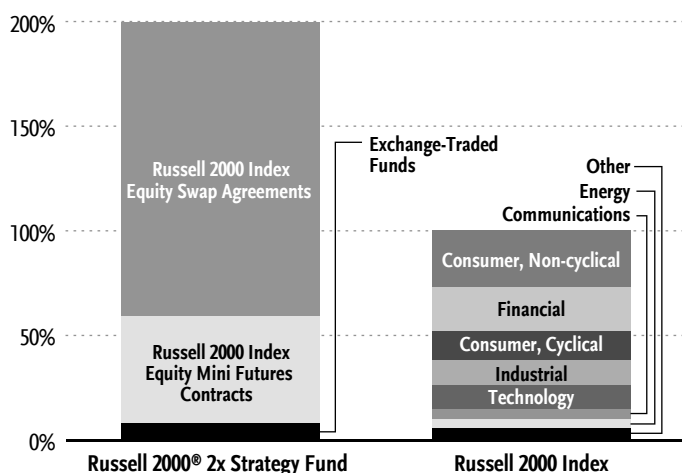 200%
150%
100%
50%
0%
Russell 2000 Index
Equity Swap Agreements
Russell 2000 Index
Equity Mini Futures
Contracts
Exchange-Traded
Funds
Russell 2000® 2x Strategy Fund
Other
Energy
Communications
Consumer, Non-cyclical
Financial
Consumer, Cyclical
Industrial
Technology
Russell 2000 Index